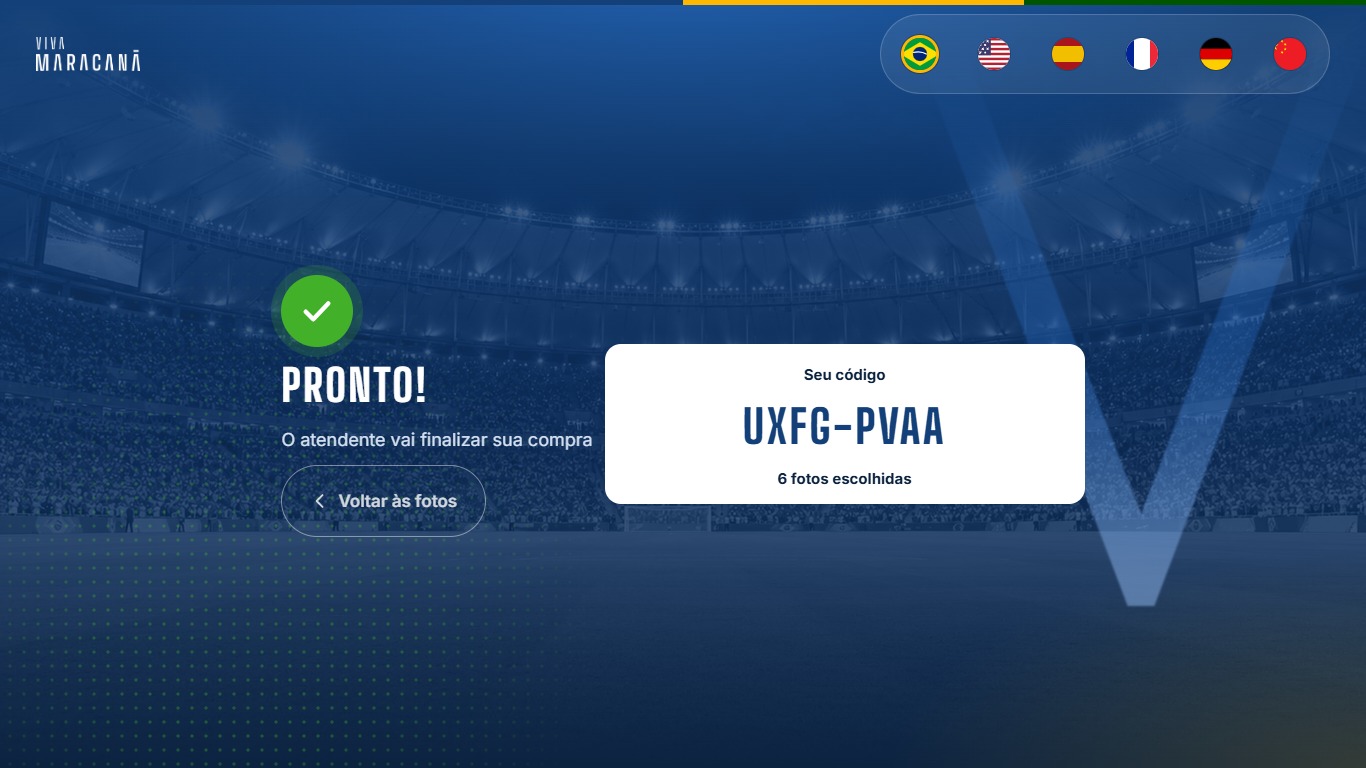 VIVA
MARACANÃ
PRONTO!
O atendente vai finalizar sua compra
Voltar às fotos
Seu código
UXFG-PVAA
6 fotos escolhidas